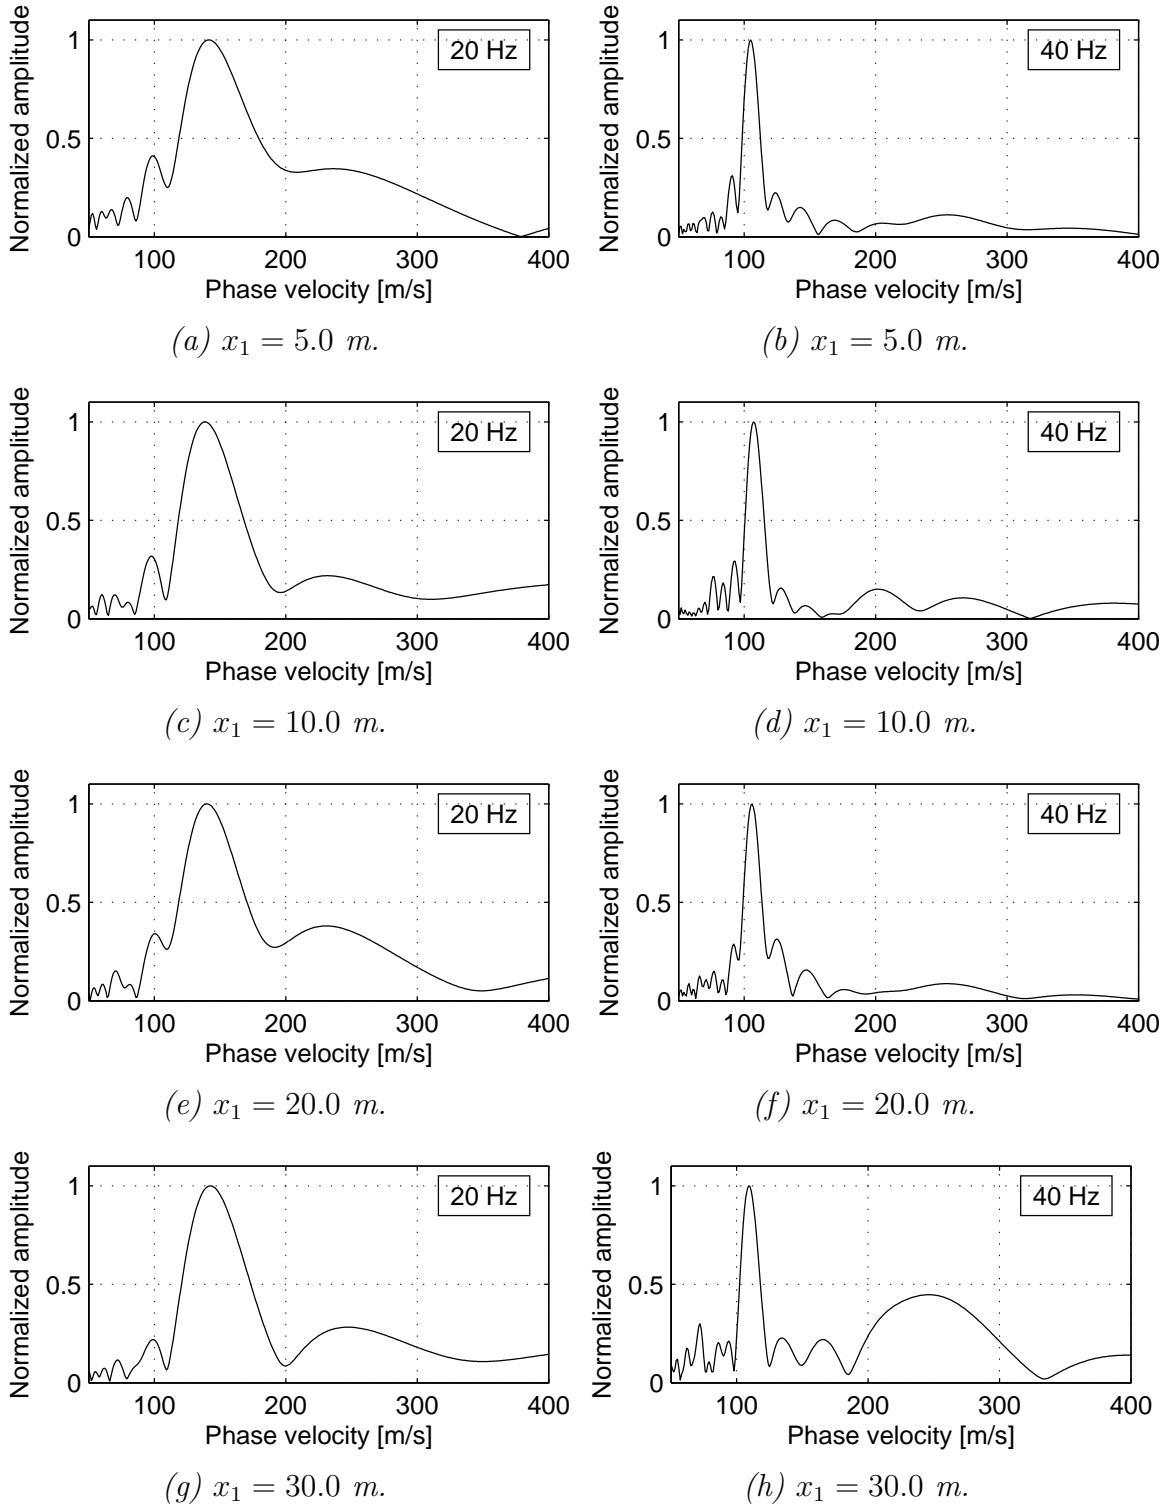 Normalized amplitude
1
0.5
0
20 Hz
100 200 300 400
Phase velocity [m/s]
(a) x₁ = 5.0 m.
Normalized amplitude
1
0.5
0
40 Hz
100 200 300 400
Phase velocity [m/s]
(b) x₁ = 5.0 m.
Normalized amplitude
1
0.5
0
20 Hz
100 200 300 400
Phase velocity [m/s]
(c) x₁ = 10.0 m.
Normalized amplitude
1
0.5
0
40 Hz
100 200 300 400
Phase velocity [m/s]
(d) x₁ = 10.0 m.
Normalized amplitude
1
0.5
0
20 Hz
100 200 300 400
Phase velocity [m/s]
(e) x₁ = 20.0 m.
Normalized amplitude
1
0.5
0
40 Hz
100 200 300 400
Phase velocity [m/s]
(f) x₁ = 20.0 m.
Normalized amplitude
1
0.5
0
20 Hz
100 200 300 400
Phase velocity [m/s]
(g) x₁ = 30.0 m.
Normalized amplitude
1
0.5
0
40 Hz
100 200 300 400
Phase velocity [m/s]
(h) x₁ = 30.0 m.